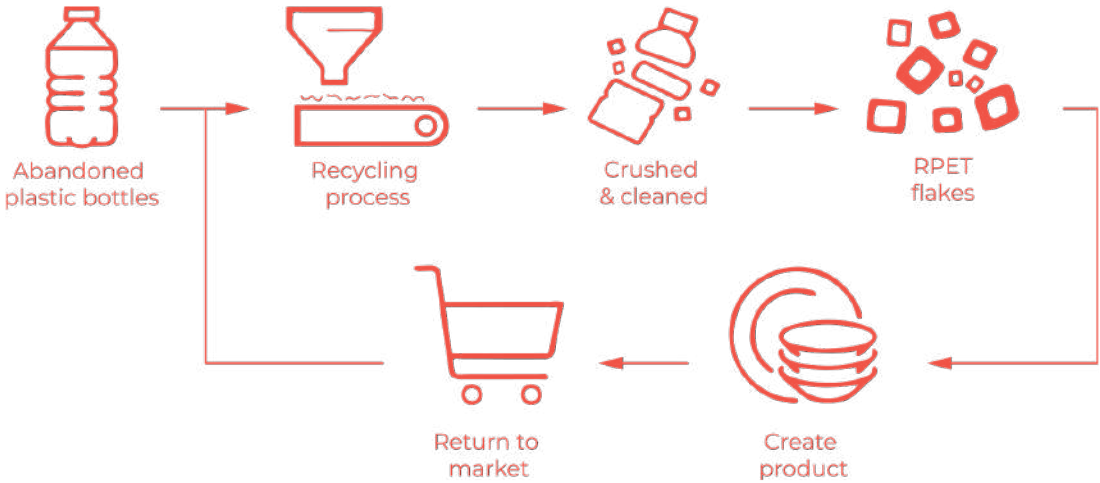 Abandoned
plastic bottles
Recycling
process
Crushed
& cleaned
RPET
flakes
Return to
market
Create
product